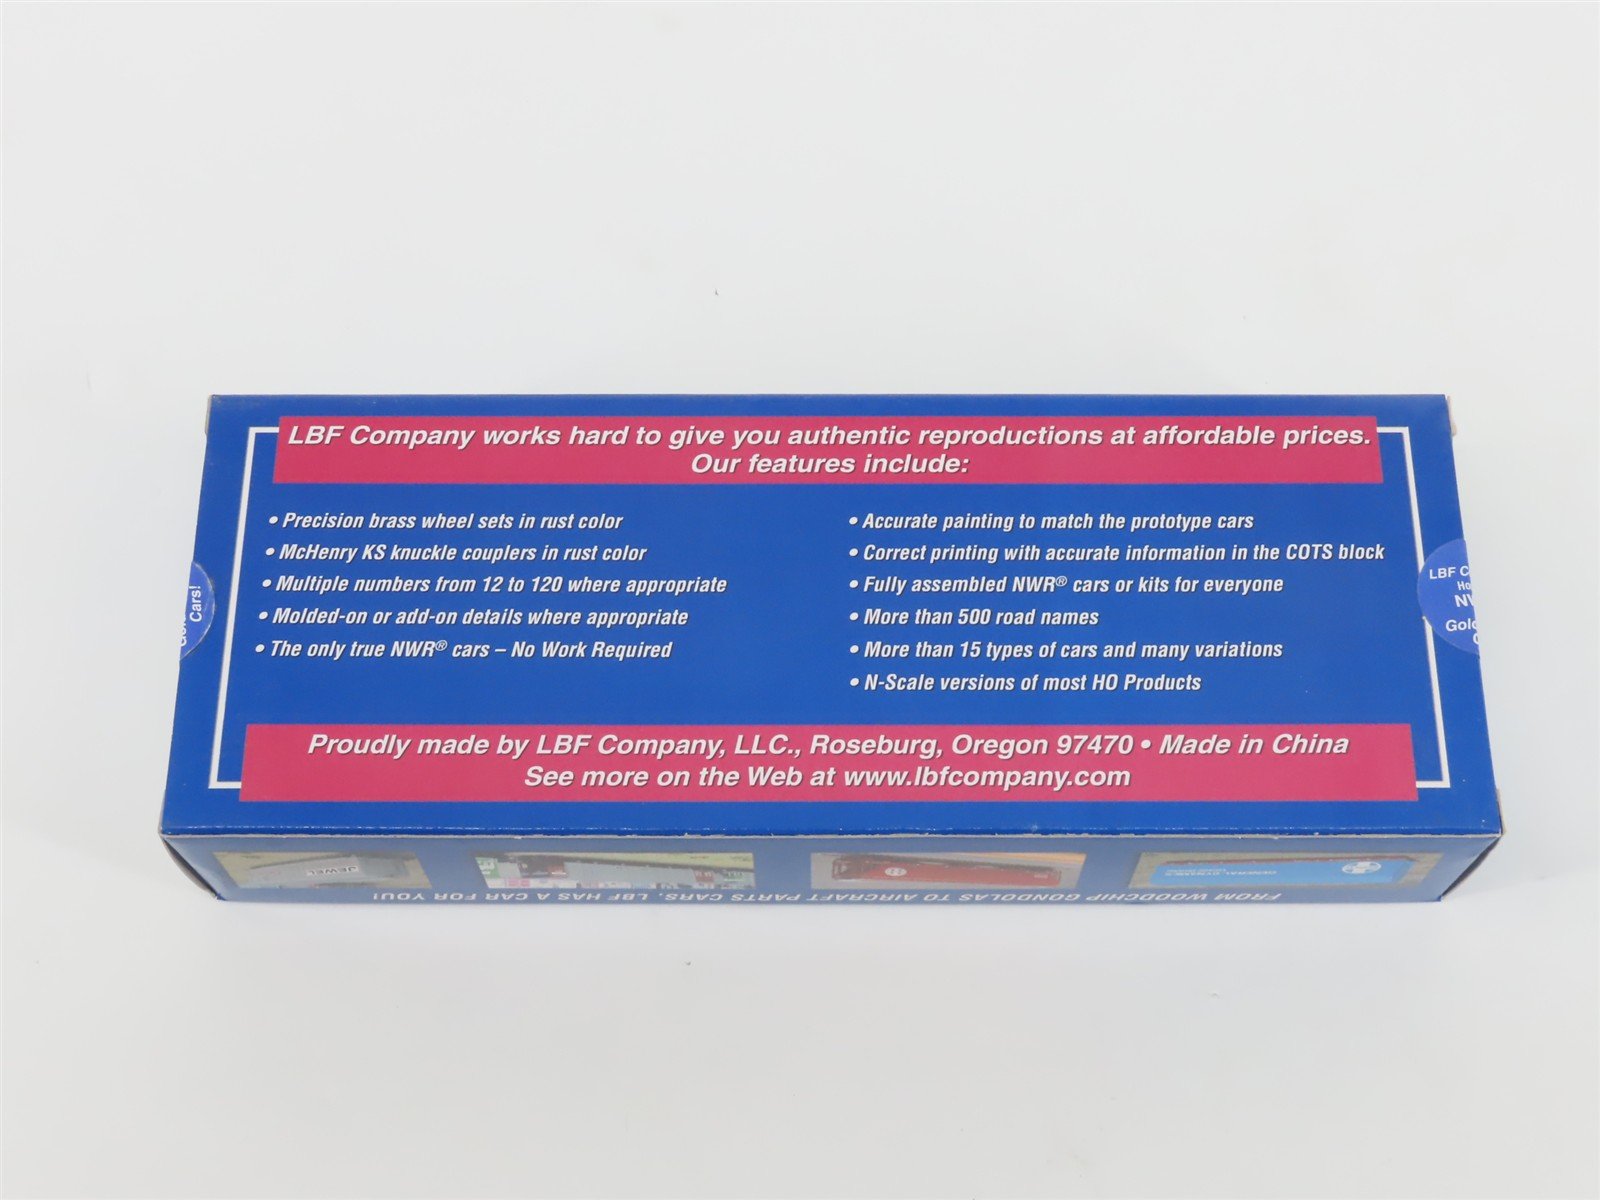 LBF Company works hard to give you authentic reproductions at affordable prices.
Our features include:
• Precision brass wheel sets in rust color
• McHenry KS knuckle couplers in rust color
• Multiple numbers from 12 to 120 where appropriate
• Molded-on or add-on details where appropriate
• The only true NWR® cars – No Work Required
• Accurate painting to match the prototype cars
• Correct printing with accurate information in the COTS block
• Fully assembled NWR® cars or kits for everyone
• More than 500 road names
• More than 15 types of cars and many variations
• N-Scale versions of most HO Products
Proudly made by LBF Company, LLC., Roseburg, Oregon 97470 • Made in China
See more on the Web at www.lbfcompany.com
Cars!
LBF
FROM WOODCHIP GONDOLAS TO AIRCRAFT PARTS CARS, LBF HAS A CAR FOR YOU!
GENERAL DYNAMICS
JEWEL